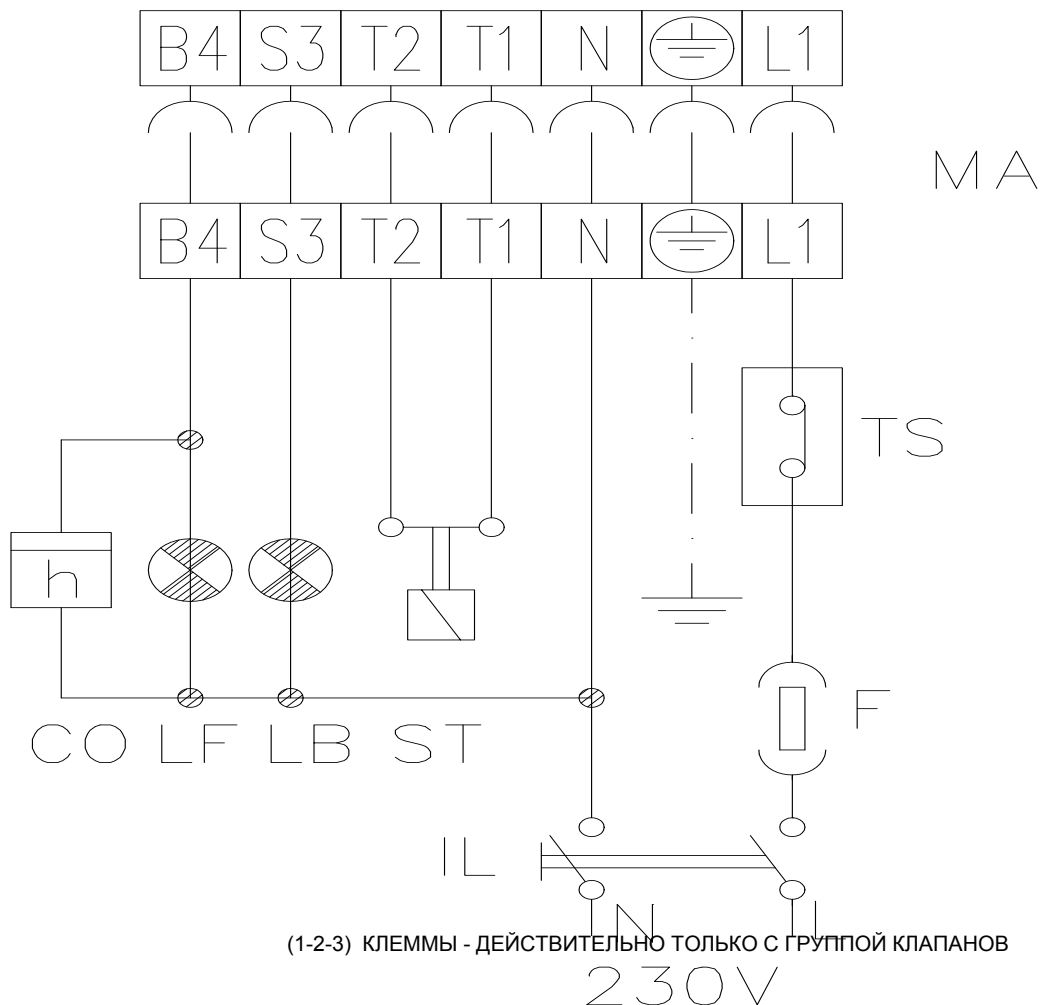 B4 S3 T2 T1 N L1
MA
B4 S3 T2 T1 N L1
TS
h
F
CO LF LB ST
IL
N L
(1-2-3) КЛЕММЫ - ДЕЙСТВИТЕЛЬНО ТОЛЬКО С ГРУППОЙ КЛАПАНОВ
230V